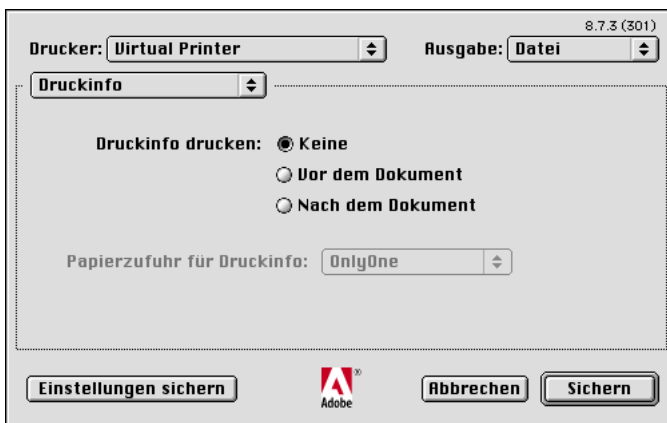 8.7.3 (301)
Drucker: Virtual Printer Ausgabe: Datei
Druckinfo
Druckinfo drucken: Keine
Vor dem Dokument
Nach dem Dokument
Papierzufuhr für Druckinfo: OnlyOne
Einstellungen sichern Adobe ® Abbrechen Sichern